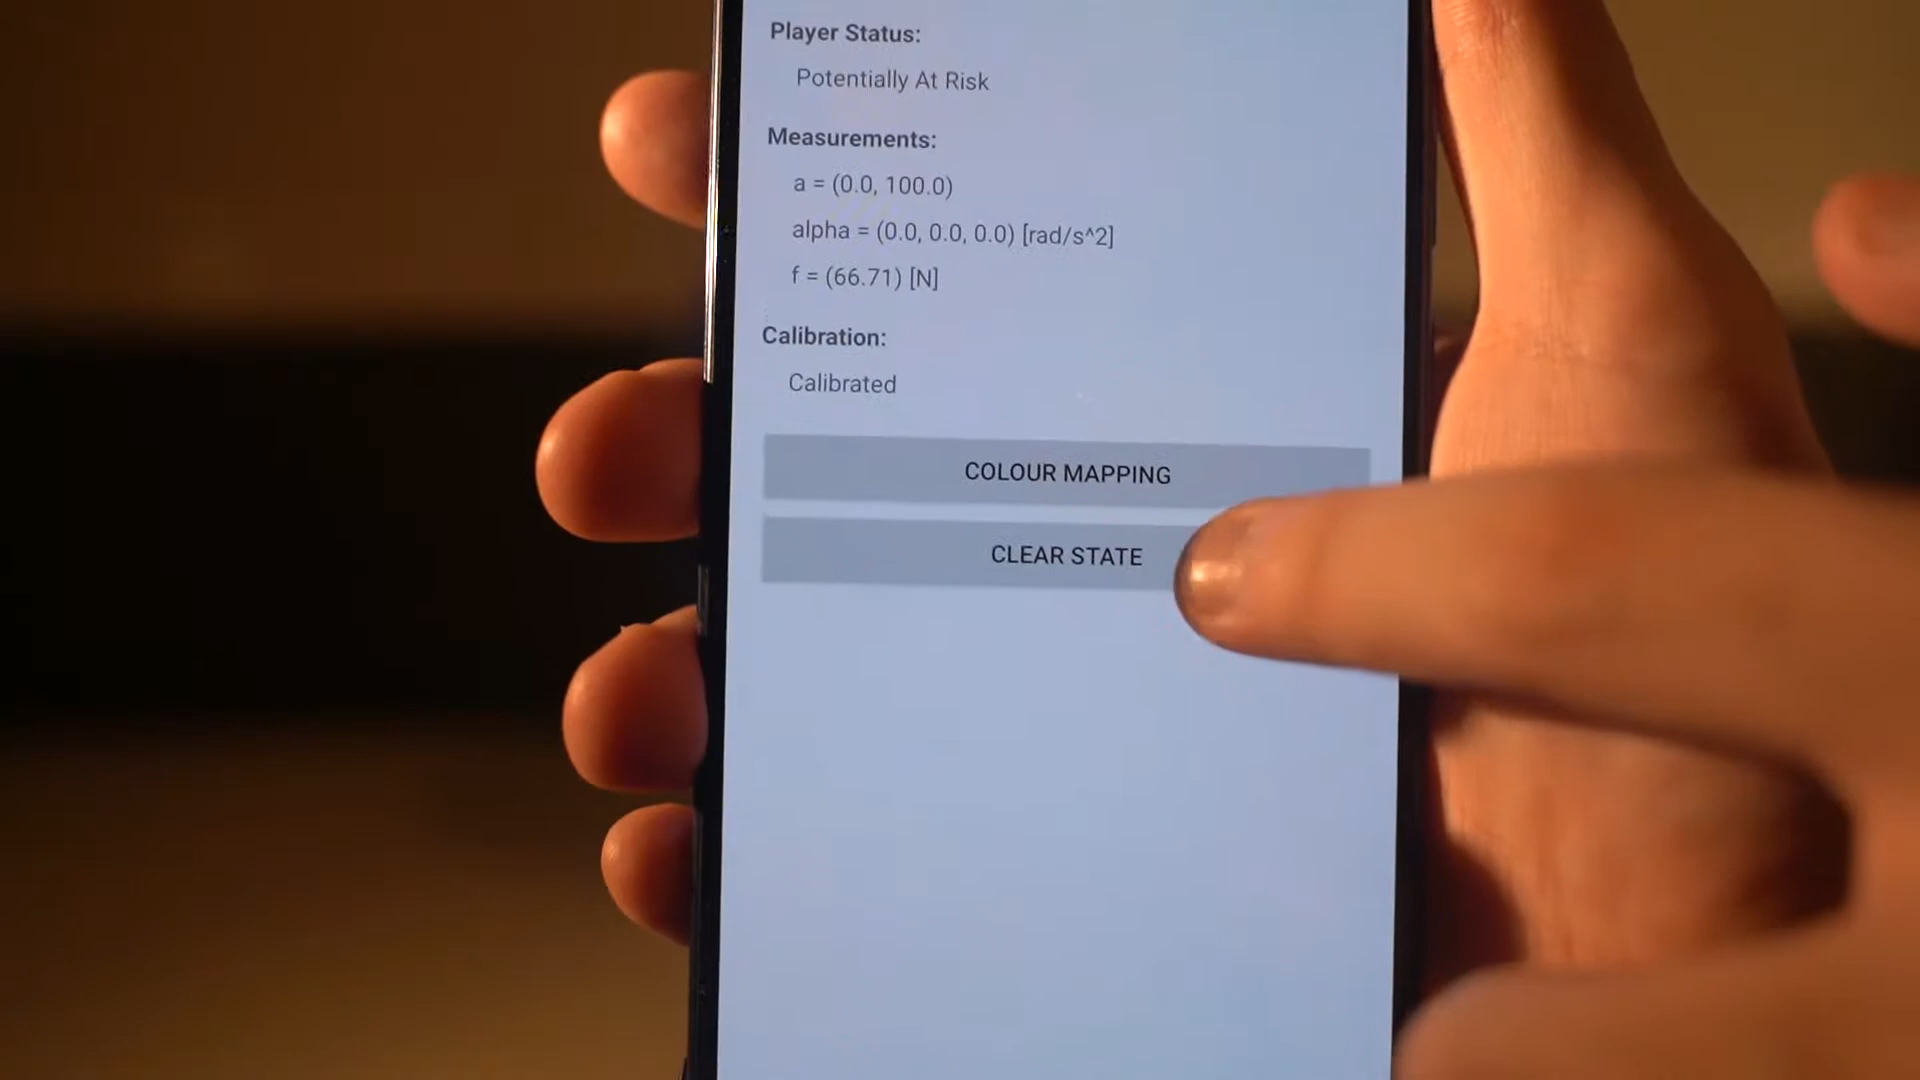 Player Status:
Potentially At Risk
Measurements:
a = (0.0, 100.0)
alpha = (0.0, 0.0, 0.0) [rad/s^2]
f = (66.71) [N]
Calibration:
Calibrated
COLOUR MAPPING
CLEAR STATE